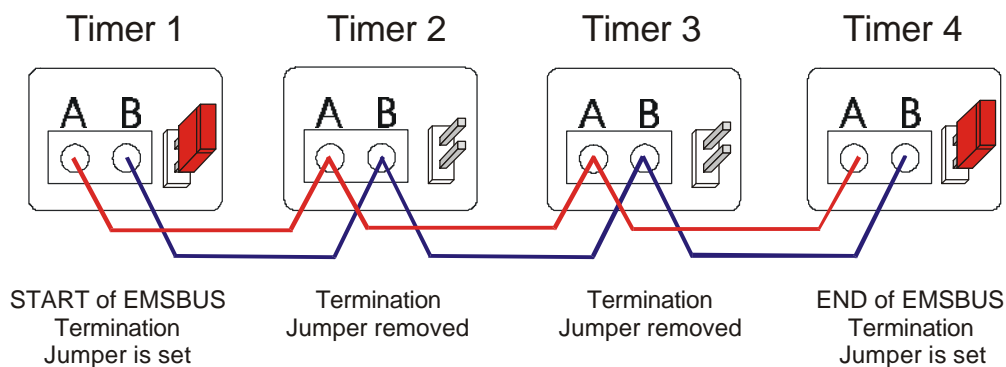 Timer 1
Timer 2
Timer 3
Timer 4
A B
A B
A B
A B
START of EMSBUS
Termination
Jumper is set
Termination
Jumper removed
Termination
Jumper removed
END of EMSBUS
Termination
Jumper is set